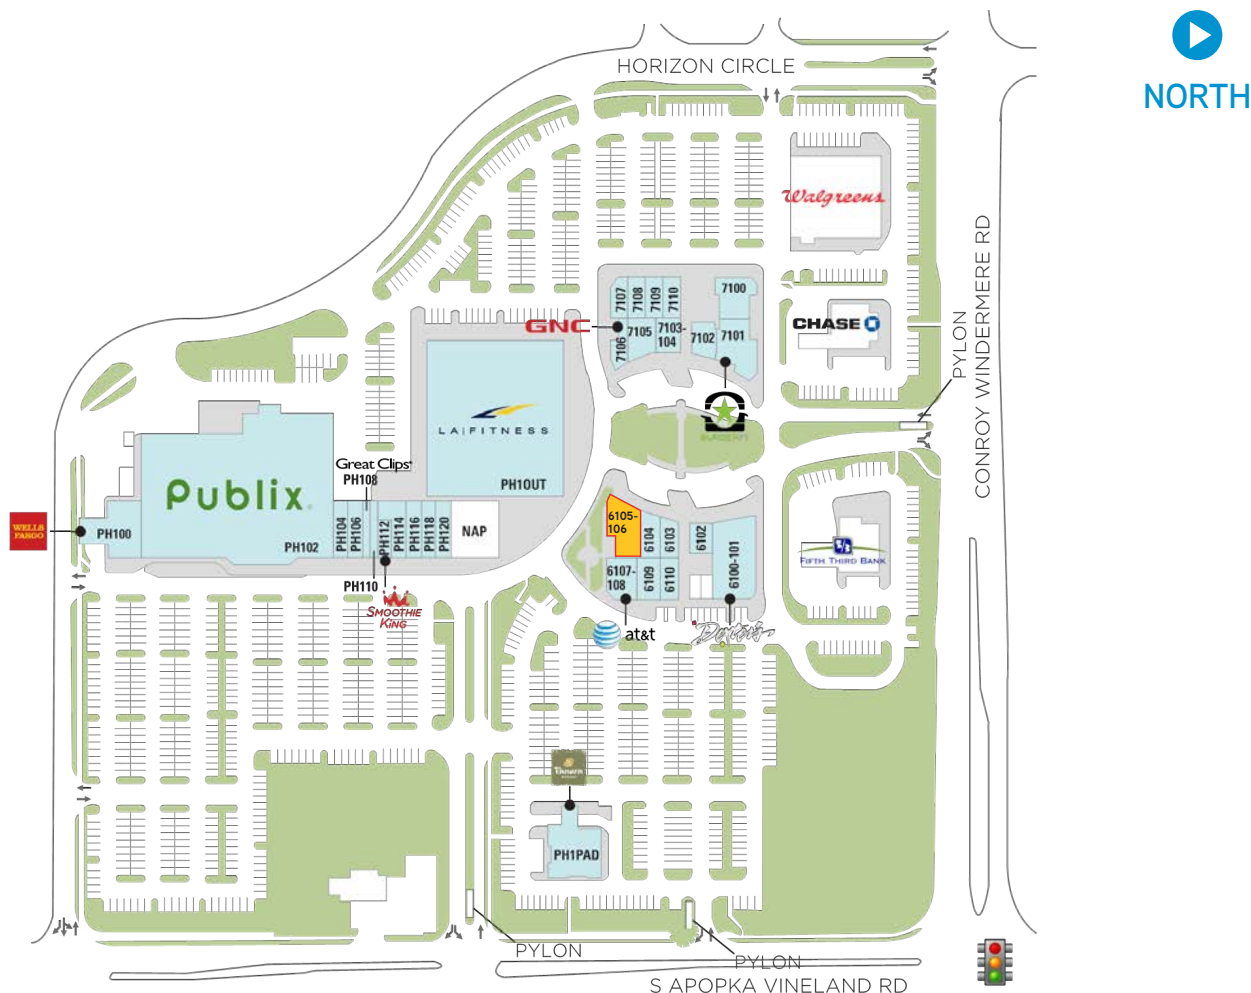 HORIZON CIRCLE
NORTH
Walgreens
CONROY WINDERMERE RD
PYLON
7107
7108
7109
7110
7100
GNC
7106
7105
7103-
104
7102
7101
CHASE
LA|FITNESS
PH1OUT
Great Clips
PH108
Publix
WELLS
FARGO
PH100
PH102
PH104
PH106
PH112
PH114
PH116
PH118
PH120
NAP
PH110
SMOOTHIE
KING
6105-
106
6104
6103
6102
6100-101
6107-
108
6109
6110
at&t
FIFTH THIRD BANK
PH1PAD
PYLON
PYLON
S APOPKA VINELAND RD